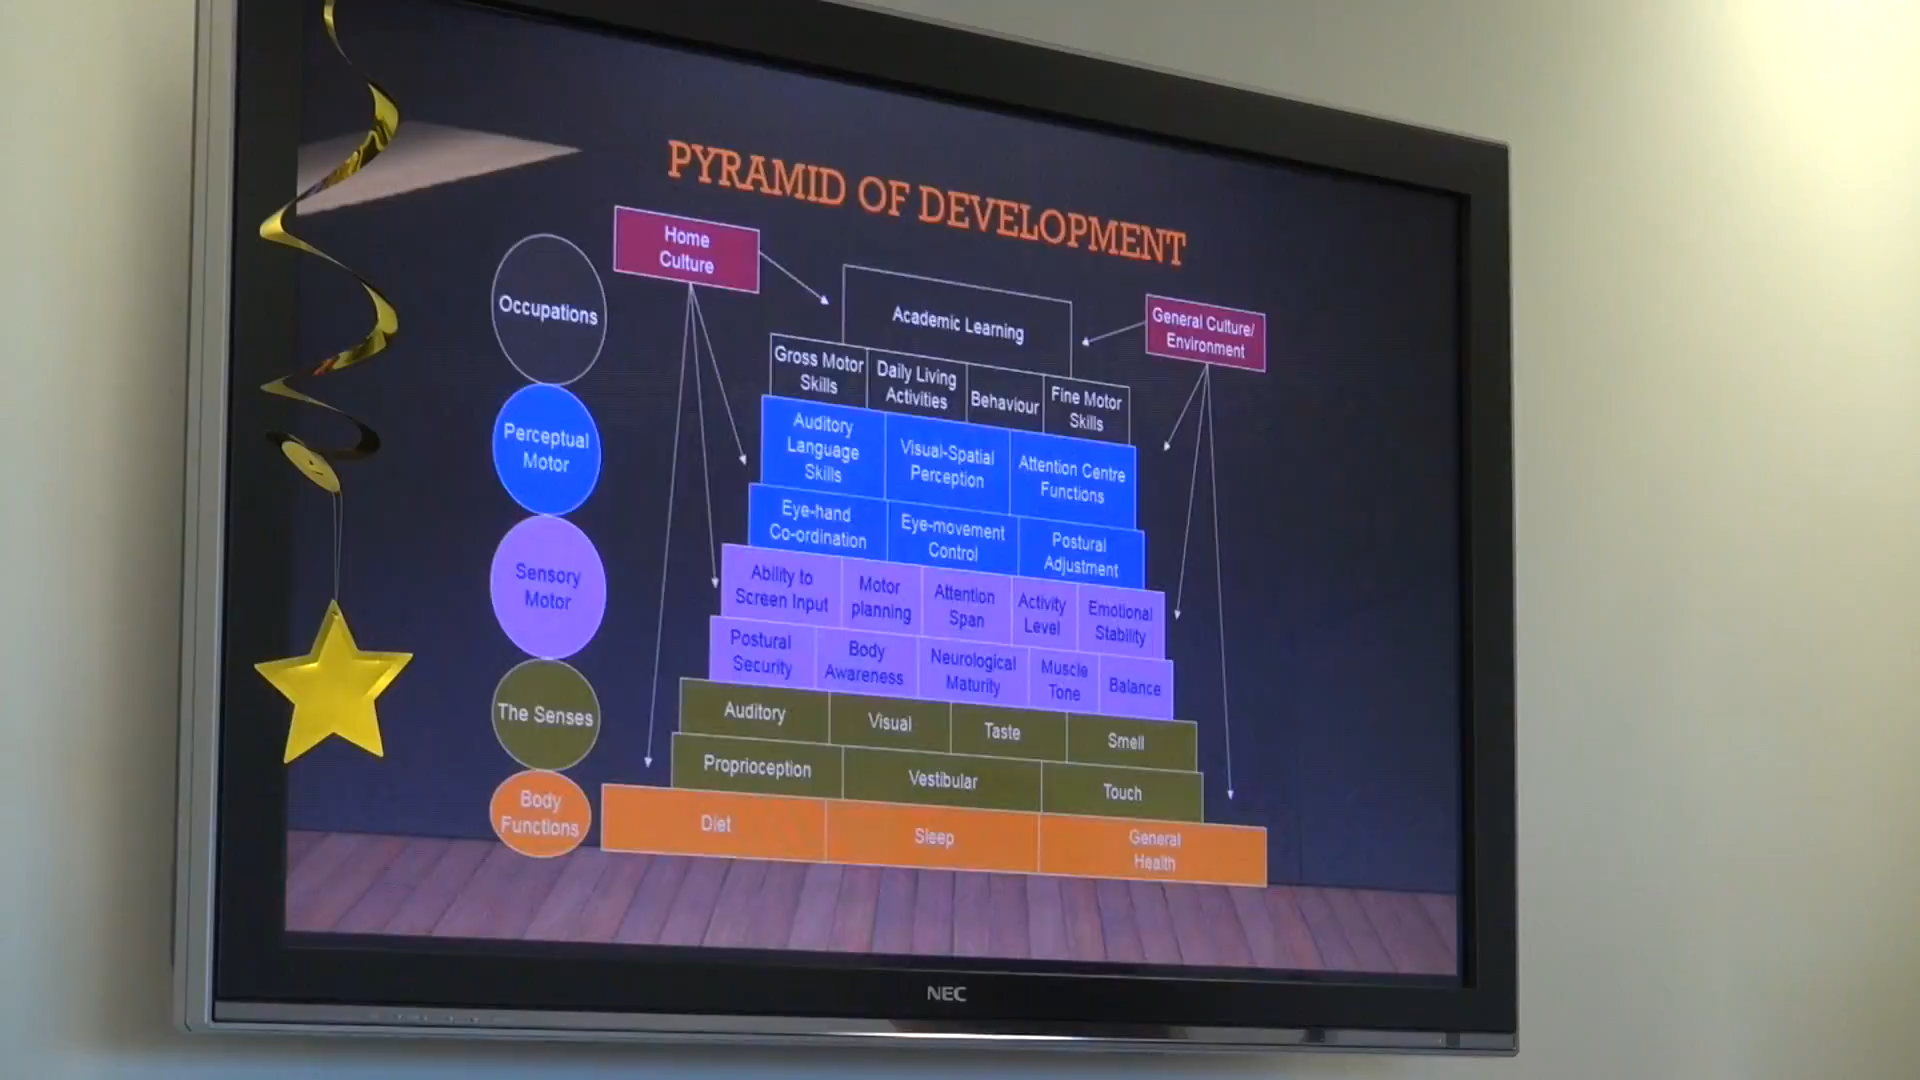 PYRAMID OF DEVELOPMENT
Home
Culture
Occupations
Academic Learning
General Culture/
Environment
Gross Motor
Skills
Daily Living
Activities
Behaviour
Fine Motor
Skills
Perceptual
Motor
Auditory
Language
Skills
Visual-Spatial
Perception
Attention Centre
Functions
Eye-hand
Co-ordination
Eye-movement
Control
Postural
Adjustment
Sensory
Motor
Ability to
Screen Input
Motor
planning
Attention
Span
Activity
Level
Emotional
Stability
Postural
Security
Body
Awareness
Neurological
Maturity
Muscle
Tone
Balance
The Senses
Auditory
Visual
Taste
Smell
Proprioception
Vestibular
Touch
Body
Functions
Diet
Sleep
General
Health
NEC